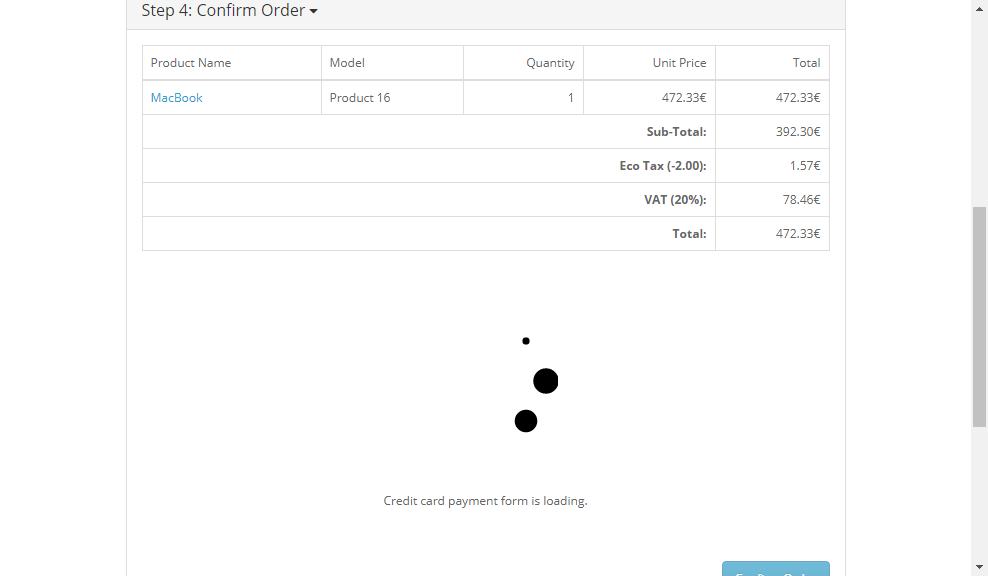 Step 4: Confirm Order
Product Name Model Quantity Unit Price Total
MacBook Product 16 1 472.33€ 472.33€
Sub-Total: 392.30€
Eco Tax (-2.00): 1.57€
VAT (20%): 78.46€
Total: 472.33€
Credit card payment form is loading.